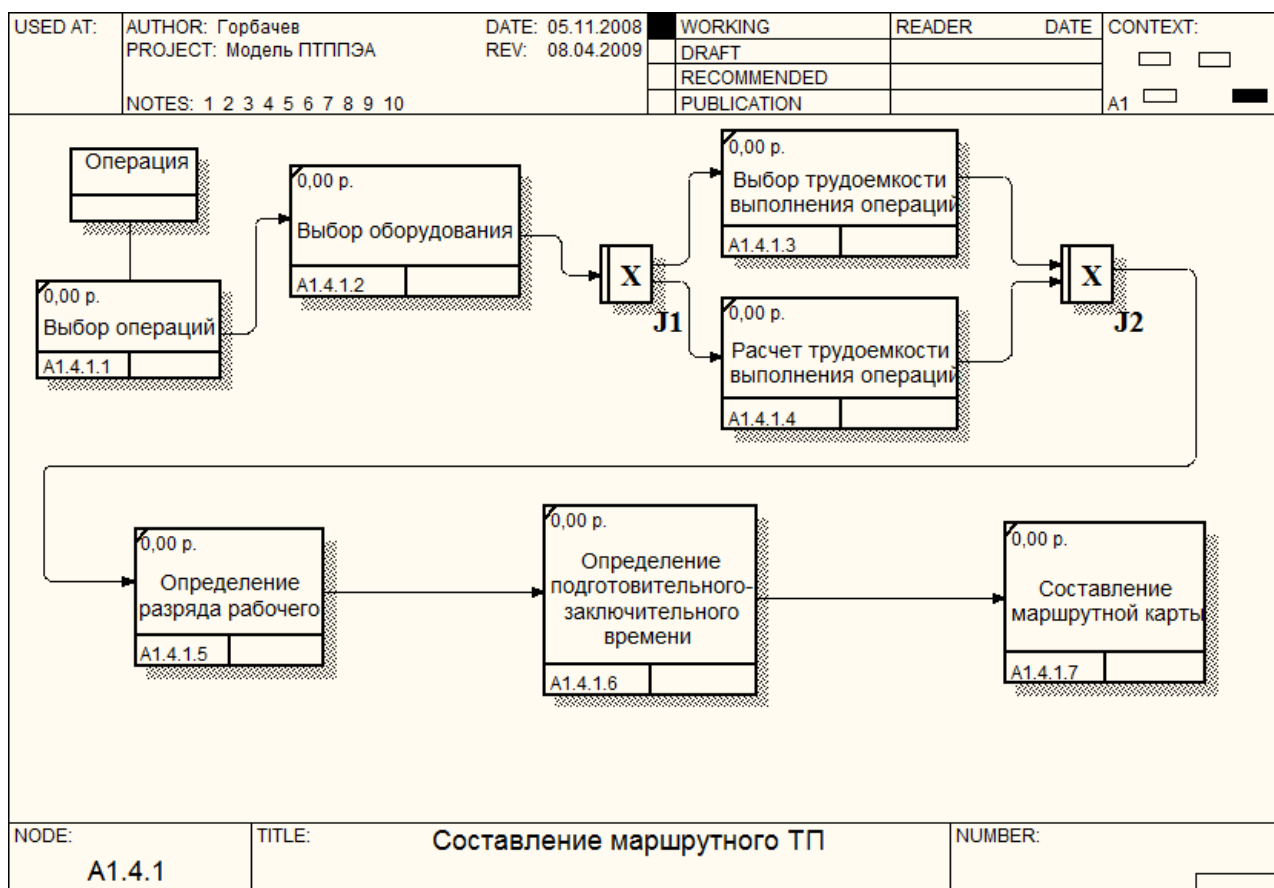 USED AT:
AUTHOR: Горбачев
DATE: 05.11.2008
PROJECT: Модель ПТППЭА
REV: 08.04.2009
NOTES: 1 2 3 4 5 6 7 8 9 10
WORKING
DRAFT
RECOMMENDED
PUBLICATION
READER DATE
CONTEXT:
A1
Операция
0,00 р.
Выбор операций
A1.4.1.1
0,00 р.
Выбор оборудования
A1.4.1.2
X
J1
0,00 р.
Выбор трудоемкости
выполнения операций
A1.4.1.3
0,00 р.
Расчет трудоемкости
выполнения операций
A1.4.1.4
X
J2
0,00 р.
Определение
разряда рабочего
A1.4.1.5
0,00 р.
Определение
подготовительного-
заключительного
времени
A1.4.1.6
0,00 р.
Составление
маршрутной карты
A1.4.1.7
NODE:
A1.4.1
TITLE:
Составление маршрутного ТП
NUMBER: